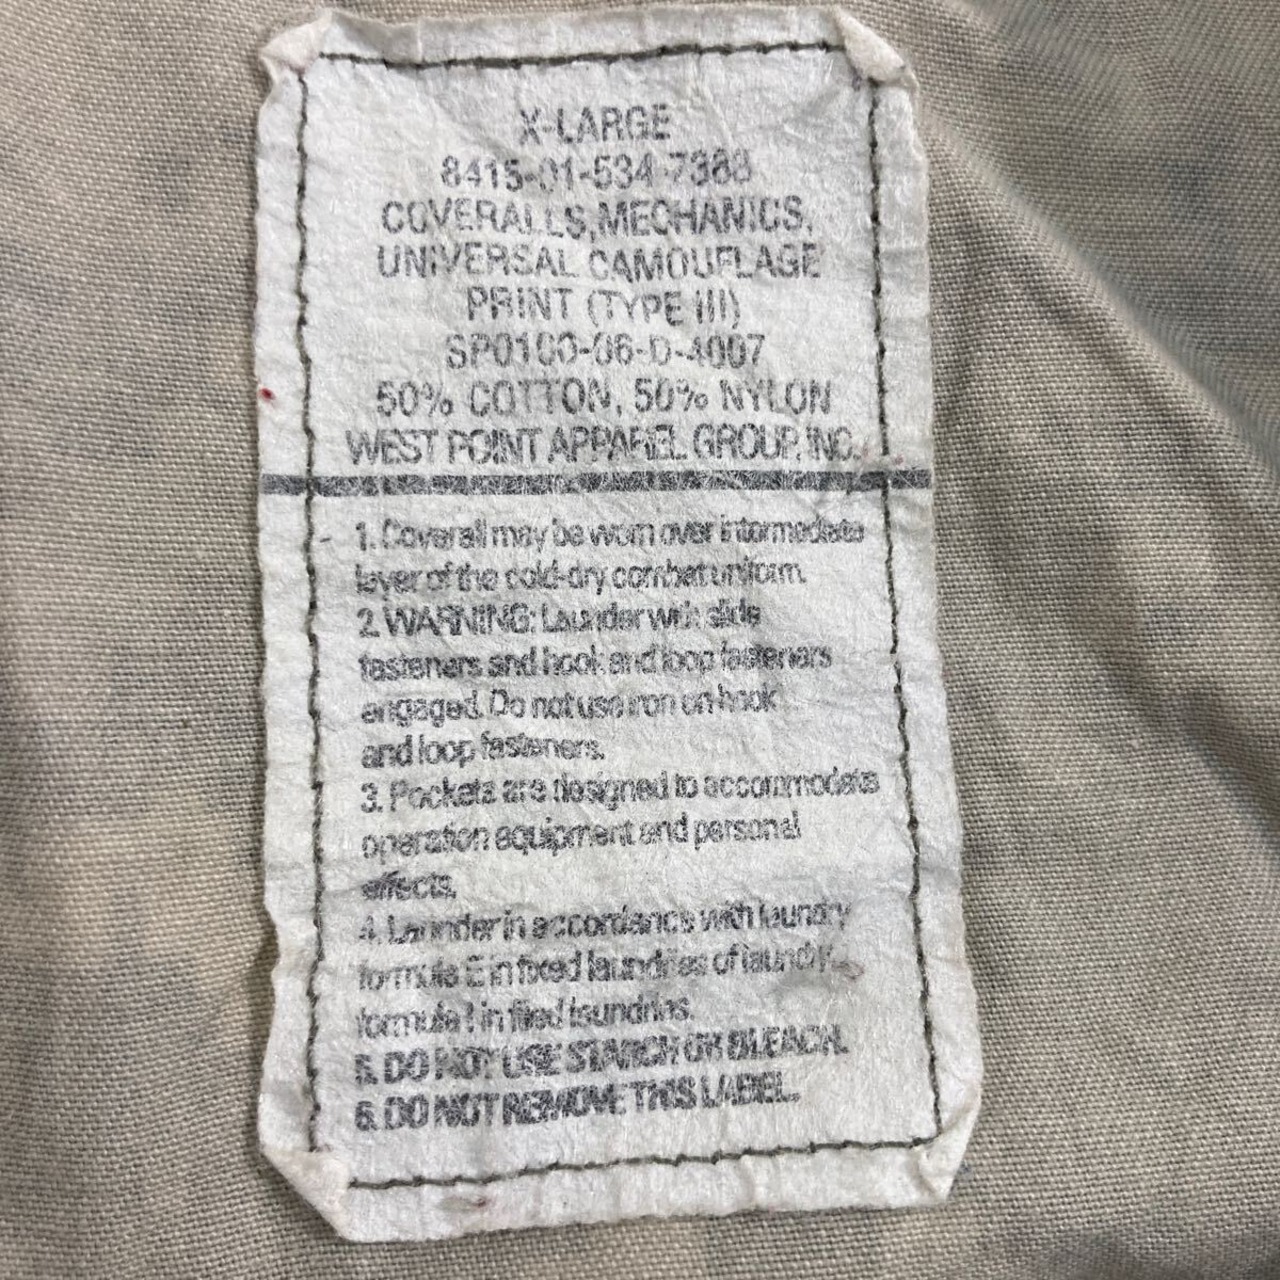 X-LARGE
8415-01-534-7388
COVERALLS, MECHANICS,
UNIVERSAL CAMOUFLAGE
PRINT (TYPE III)
SP0100-06-D-4007
50% COTTON, 50% NYLON
WEST POINT APPAREL GROUP, INC.
1. Coverall may be worn over intermediate
layer of the cold-dry combat uniform.
2. WARNING: Launder with slide
fasteners and hook and loop fasteners
engaged. Do not use iron on hook
and loop fasteners.
3. Pockets are designed to accommodate
operation equipment and personal
effects.
4. Launder in accordance with laundry
formula E in fixed laundries of laundry
formula I in filed laundries.
5. DO NOT USE STARCH OR BLEACH.
6. DO NOT REMOVE THIS LABEL.